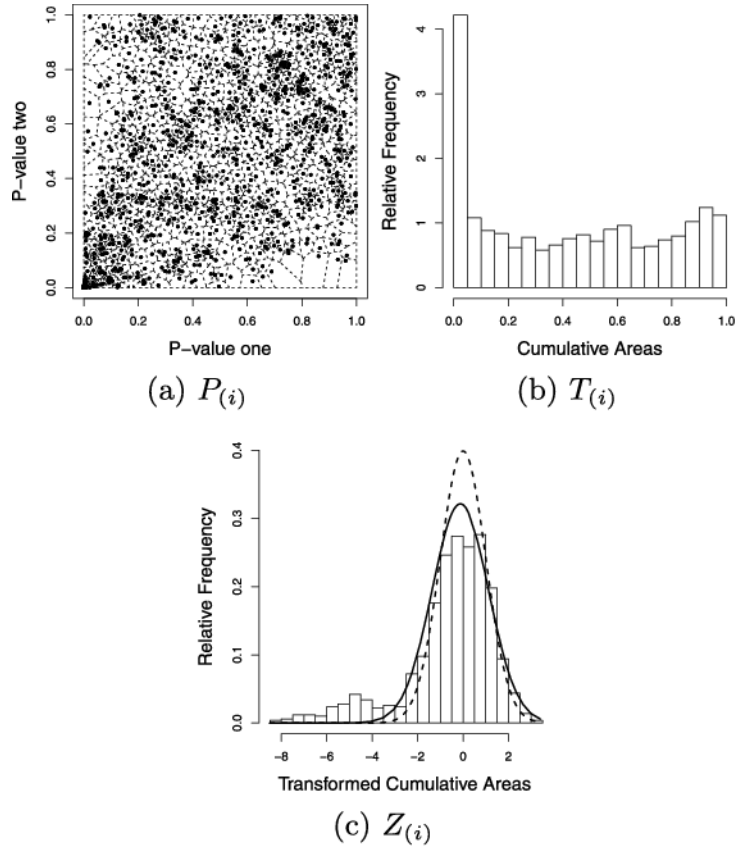 P−value two
0.0 0.2 0.4 0.6 0.8 1.0
0.0 0.2 0.4 0.6 0.8 1.0
P−value one
(a) P(i)
Relative Frequency
0 1 2 3 4
0.0 0.2 0.4 0.6 0.8 1.0
Cumulative Areas
(b) T(i)
Relative Frequency
0.0 0.1 0.2 0.3 0.4
−8 −6 −4 −2 0 2
Transformed Cumulative Areas
(c) Z(i)